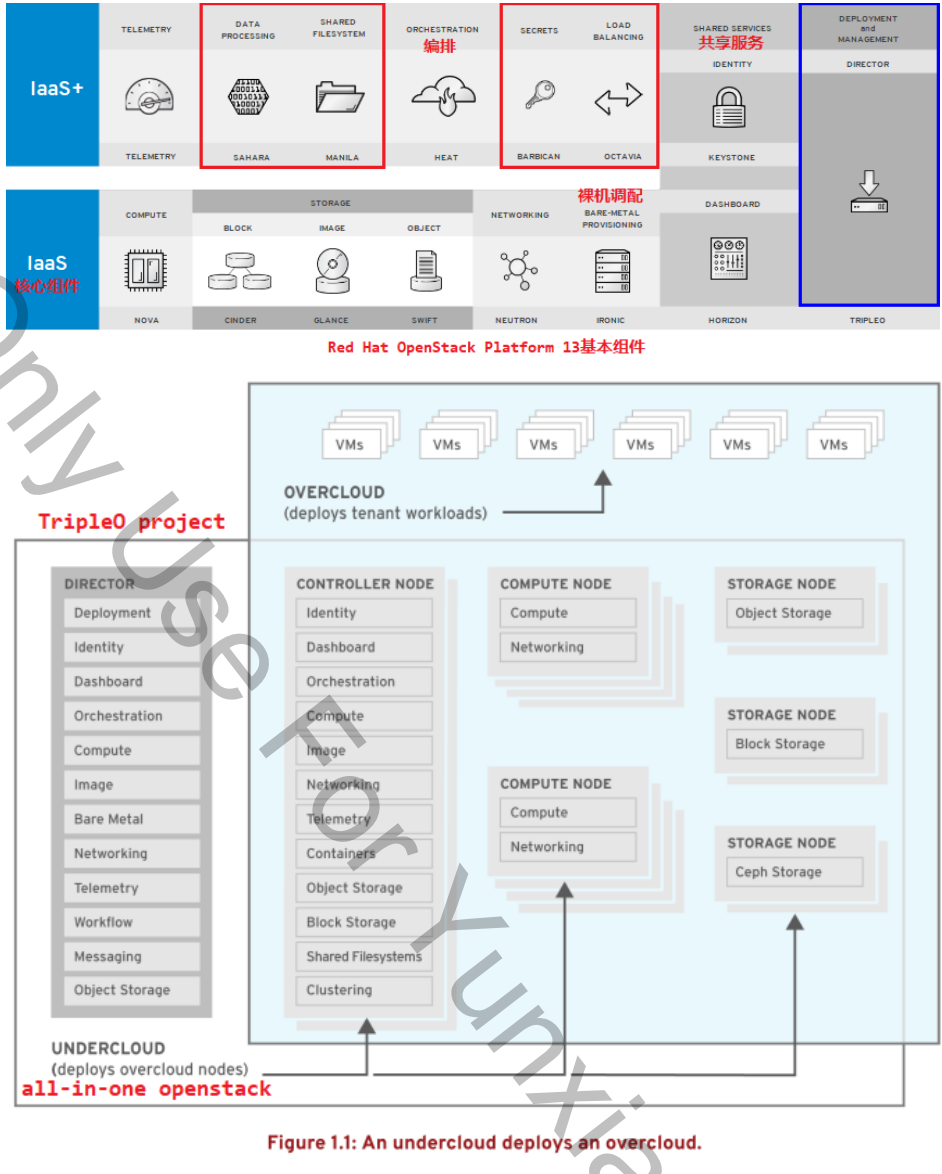 TELEMETRY
DATA PROCESSING
SHARED FILESYSTEM
ORCHESTRATION
编排
SECRETS
LOAD BALANCING
SHARED SERVICES
共享服务
DEPLOYMENT and MANAGEMENT
IDENTITY
DIRECTOR
IaaS+
TELEMETRY
SAHARA
MANILA
HEAT
BARBICAN
OCTAVIA
KEYSTONE
COMPUTE
STORAGE
BLOCK
IMAGE
OBJECT
NETWORKING
裸机调配
BARE-METAL PROVISIONING
DASHBOARD
IaaS
核心组件
NOVA
CINDER
GLANCE
SWIFT
NEUTRON
IRONIC
HORIZON
TRIPLEO
Red Hat OpenStack Platform 13基本组件
VMs
VMs
VMs
VMs
VMs
VMs
OVERCLOUD
(deploys tenant workloads)
TripleO project
DIRECTOR
Deployment
Identity
Dashboard
Orchestration
Compute
Image
Bare Metal
Networking
Telemetry
Workflow
Messaging
Object Storage
CONTROLLER NODE
Identity
Dashboard
Orchestration
Compute
Image
Networking
Telemetry
Containers
Object Storage
Block Storage
Shared Filesystems
Clustering
COMPUTE NODE
Compute
Networking
COMPUTE NODE
Compute
Networking
STORAGE NODE
Object Storage
STORAGE NODE
Block Storage
STORAGE NODE
Ceph Storage
UNDERCLOUD
(deploys overcloud nodes)
all-in-one openstack
Figure 1.1: An undercloud deploys an overcloud.
Only Use For Yunxia